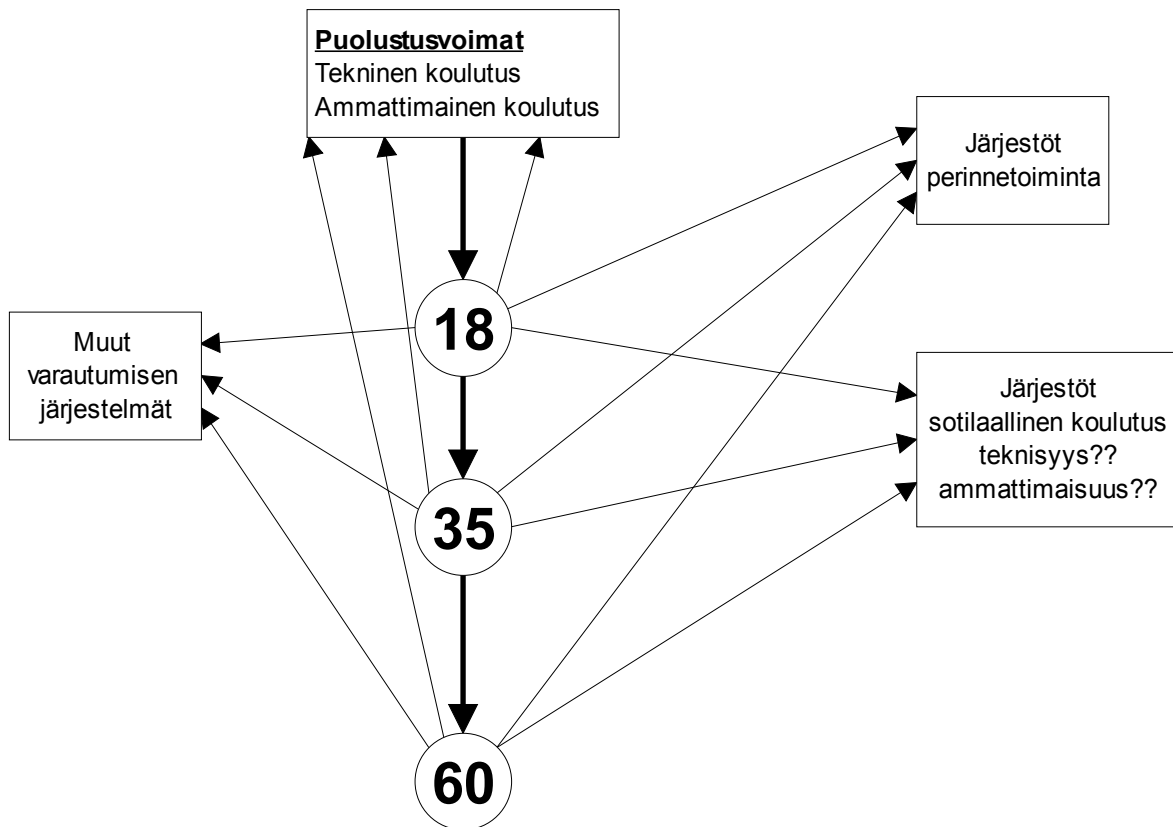 Puolustusvoimat
Tekninen koulutus
Ammattimainen koulutus
Järjestöt
perinnetoiminta
18
Muut
varautumisen
järjestelmät
Järjestöt
sotilaallinen koulutus
teknisyys??
ammattimaisuus??
35
60